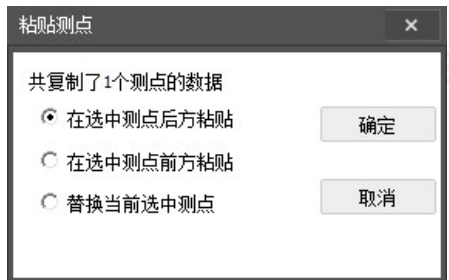 粘贴测点
共复制了1个测点的数据
在选中测点后方粘贴
确定
在选中测点前方粘贴
替换当前选中测点
取消